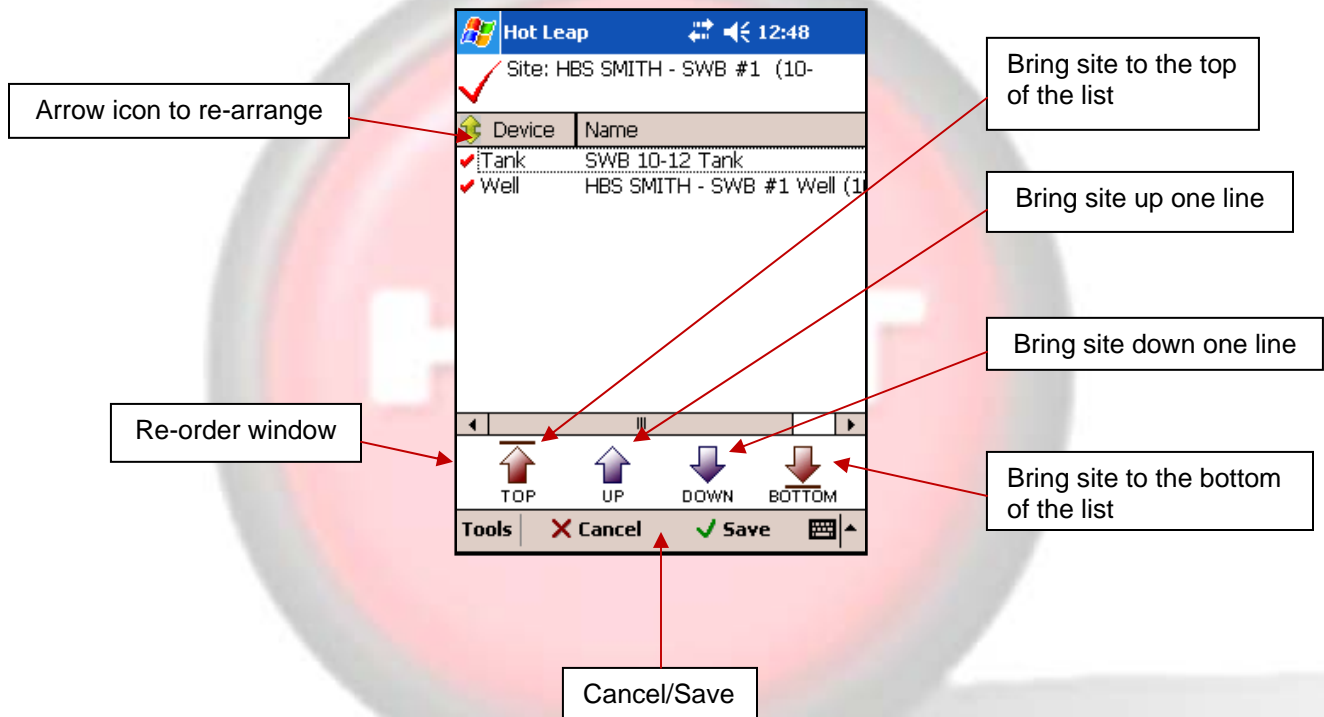 Hot Leap 12:48
Site: HBS SMITH - SWB #1 (10-
Bring site to the top
of the list
Arrow icon to re-arrange
Device Name
Tank SWB 10-12 Tank
Well HBS SMITH - SWB #1 Well (1
Bring site up one line
Bring site down one line
Re-order window
TOP UP DOWN BOTTOM
Bring site to the bottom
of the list
Tools Cancel Save
Cancel/Save